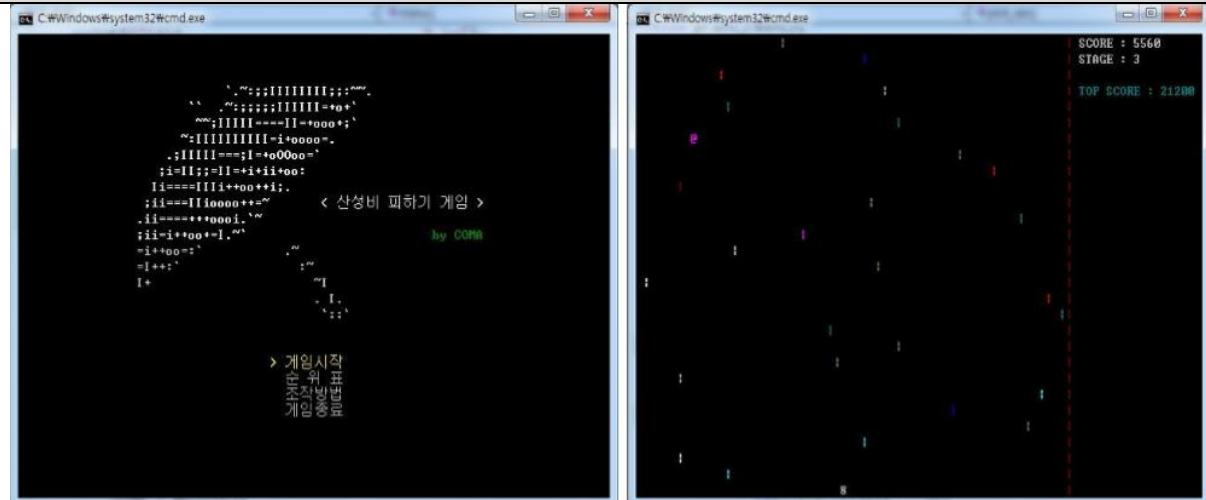 C:₩Windows₩system32₩cmd.exe
< 산성비 피하기 게임 >
by COMA
> 게임시작
순 위 표
조작방법
게임종료
C:₩Windows₩system32₩cmd.exe
SCORE : 5560
STAGE : 3
TOP SCORE : 21200